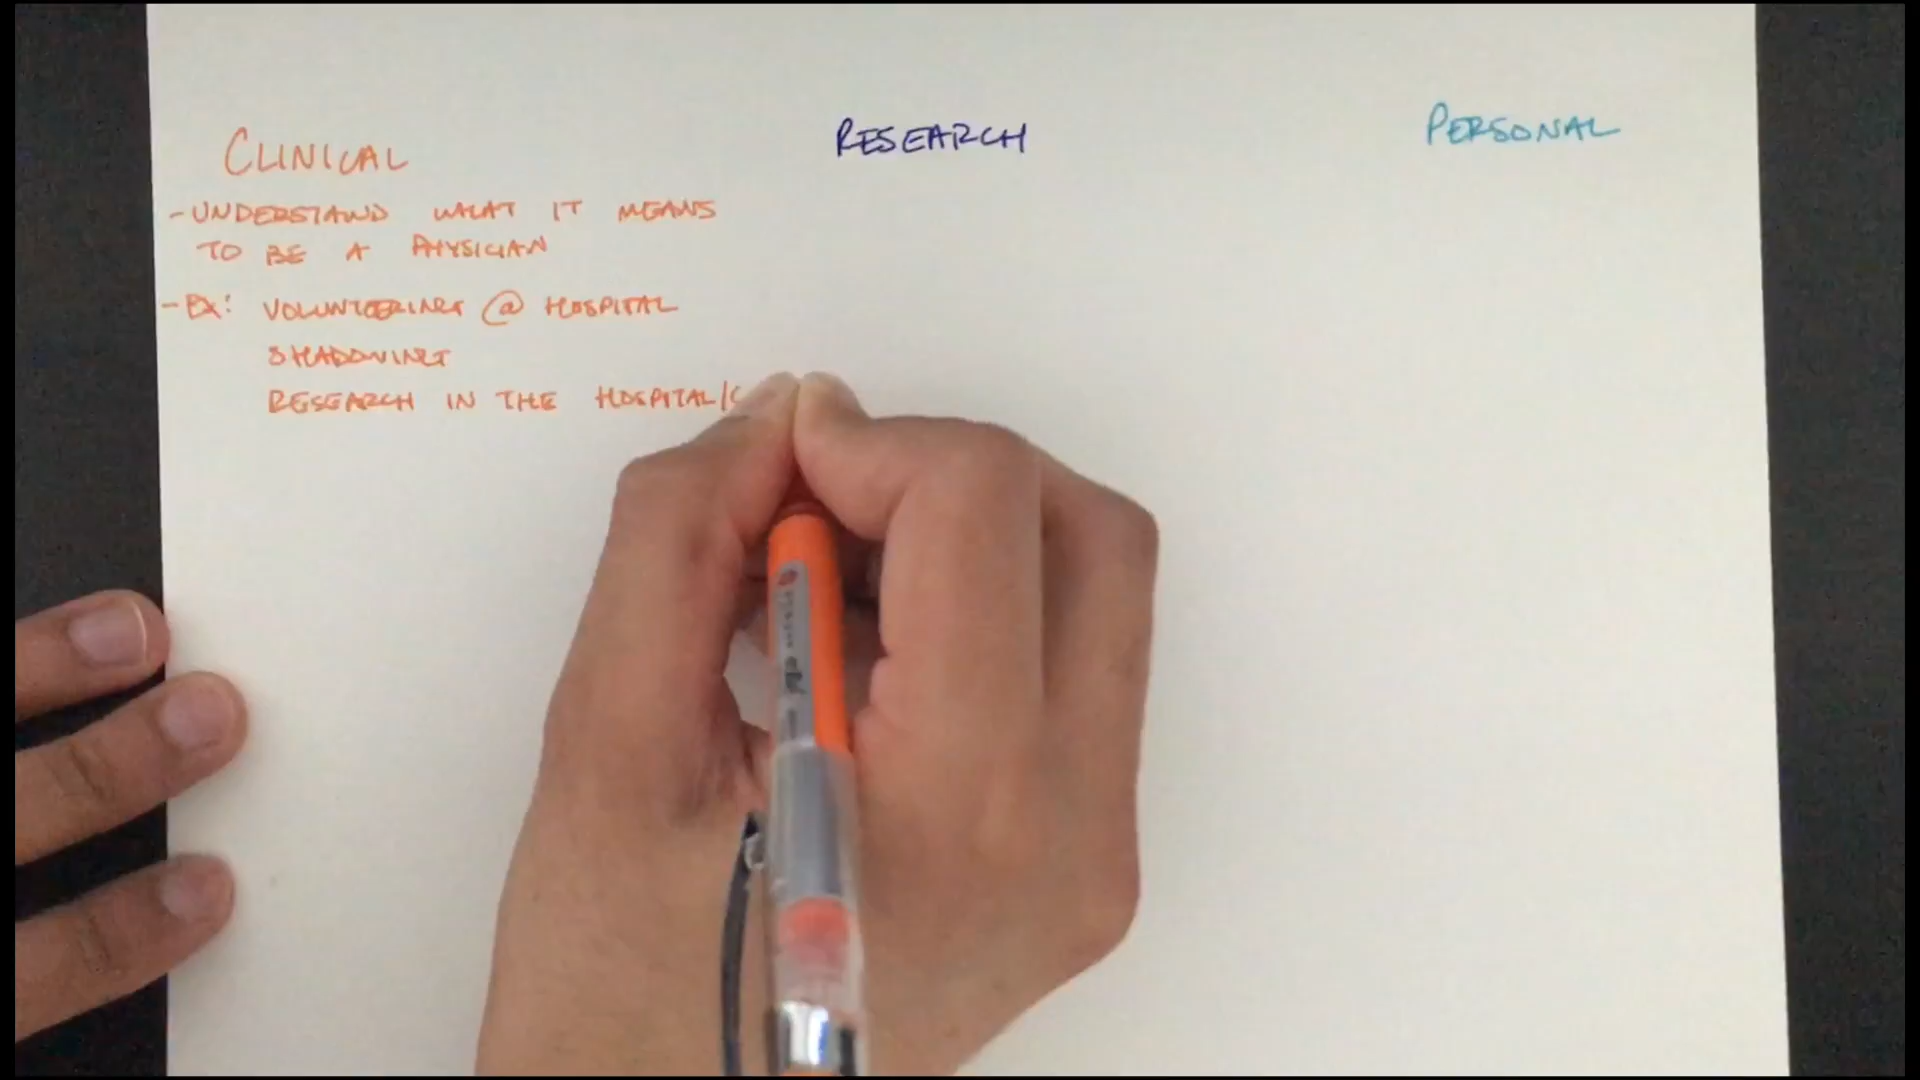 CLINICAL
RESEARCH
PERSONAL
- UNDERSTAND WHAT IT MEANS
TO BE A PHYSICIAN
- EX: VOLUNTEERING @ HOSPITAL
SHADOWING
RESEARCH IN THE HOSPITAL/C